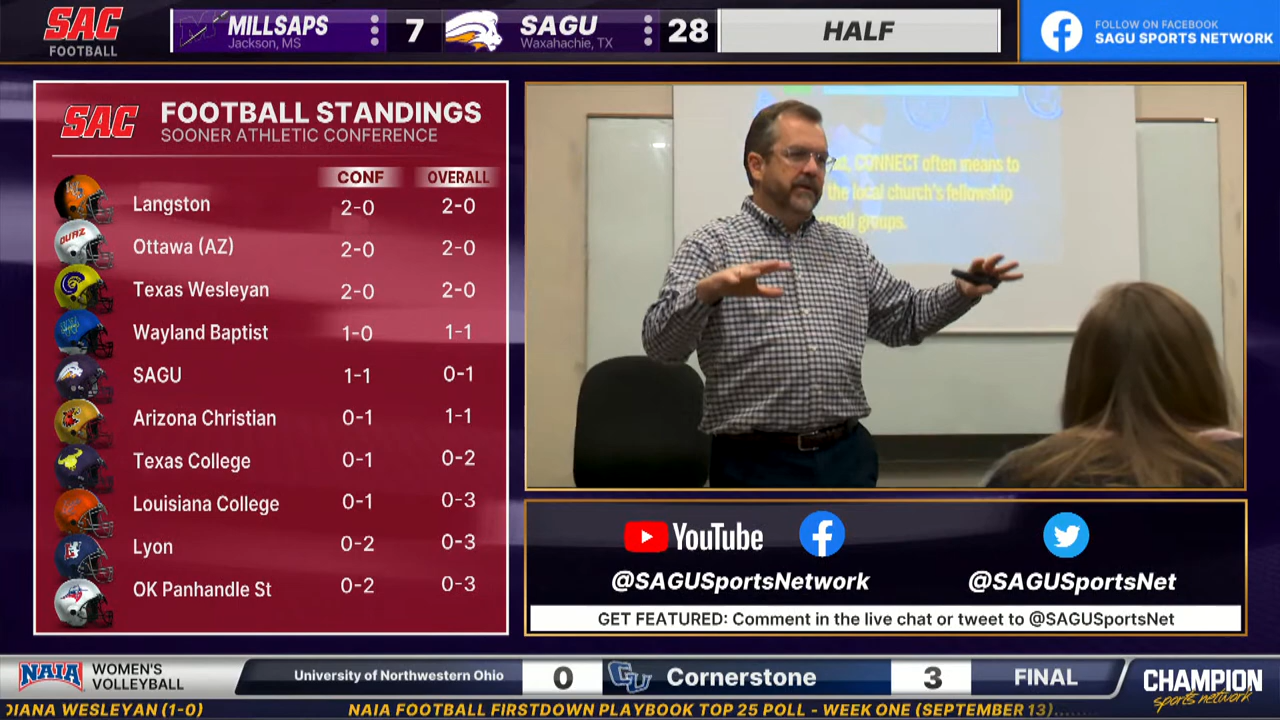 SAC
FOOTBALL
MILLSAPS
Jackson, MS
7
SAGU
Waxahachie, TX
28
HALF
FOLLOW ON FACEBOOK
SAGU SPORTS NETWORK
SAC
FOOTBALL STANDINGS
SOONER ATHLETIC CONFERENCE
CONF OVERALL
Langston 2-0 2-0
OUAZ
Ottawa (AZ) 2-0 2-0
Texas Wesleyan 2-0 2-0
Wayland Baptist 1-0 1-1
SAGU 1-1 0-1
Arizona Christian 0-1 1-1
Texas College 0-1 0-2
Louisiana College 0-1 0-3
Lyon 0-2 0-3
OK Panhandle St 0-2 0-3
CONNECT often means to
the local church's fellowship
groups.
YouTube
@SAGUSportsNetwork
@SAGUSportsNet
GET FEATURED: Comment in the live chat or tweet to @SAGUSportsNet
NAIA
WOMEN'S
VOLLEYBALL
University of Northwestern Ohio
0
CU
Cornerstone
3
FINAL
CHAMPION
sports network
DIANA WESLEYAN (1-0)
NAIA FOOTBALL FIRSTDOWN PLAYBOOK TOP 25 POLL - WEEK ONE (SEPTEMBER 13)...